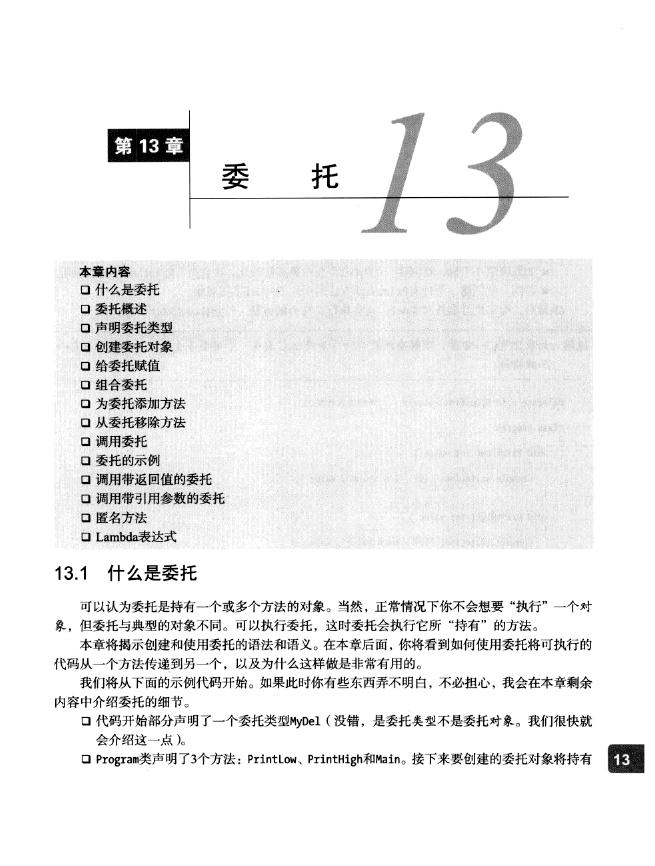 第13章
委 托
13
本章内容
□ 什么是委托
□ 委托概述
□ 声明委托类型
□ 创建委托对象
□ 给委托赋值
□ 组合委托
□ 为委托添加方法
□ 从委托移除方法
□ 调用委托
□ 委托的示例
□ 调用带返回值的委托
□ 调用带引用参数的委托
□ 匿名方法
□ Lambda表达式
13.1 什么是委托
可以认为委托是持有一个或多个方法的对象。当然，正常情况下你不会想要“执行”一个对
象，但委托与典型的对象不同。可以执行委托，这时委托会执行它所“持有”的方法。
本章将揭示创建和使用委托的语法和语义。在本章后面，你将看到如何使用委托将可执行的
代码从一个方法传递到另一个，以及为什么这样做是非常有用的。
我们将从下面的示例代码开始。如果此时你有些东西弄不明白，不必担心，我会在本章剩余
内容中介绍委托的细节。
□ 代码开始部分声明了一个委托类型MyDel（没错，是委托类型不是委托对象。我们很快就
会介绍这一点）。
□ Program类声明了3个方法：PrintLow、PrintHigh和Main。接下来要创建的委托对象将持有
13